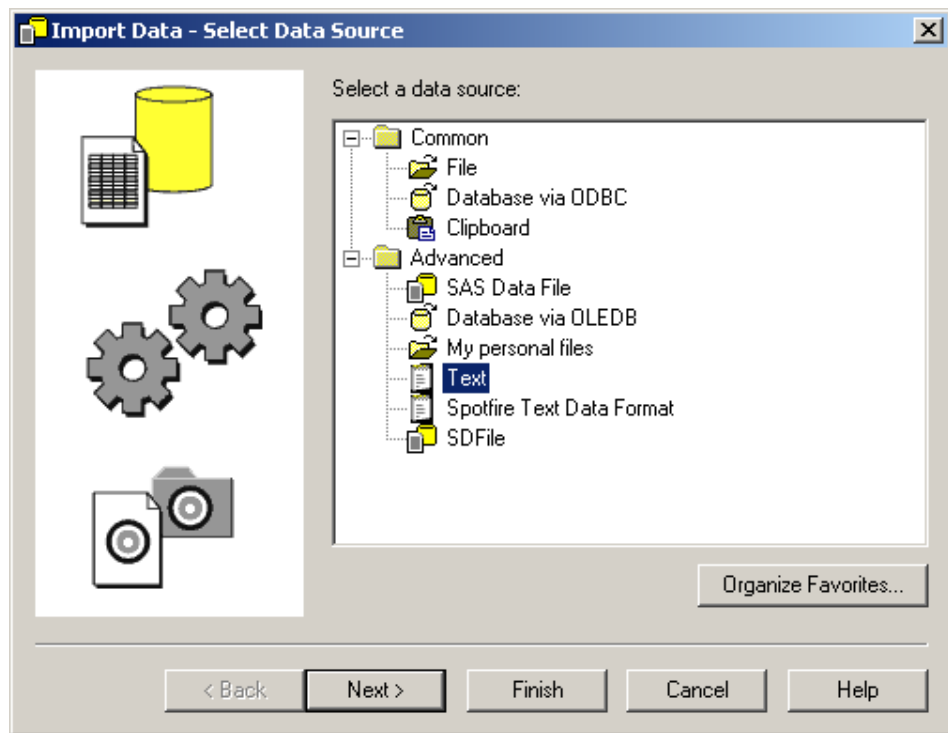 Import Data - Select Data Source
Select a data source:
Common
File
Database via ODBC
Clipboard
Advanced
SAS Data File
Database via OLEDB
My personal files
Text
Spotfire Text Data Format
SDFile
Organize Favorites...
< Back Next > Finish Cancel Help